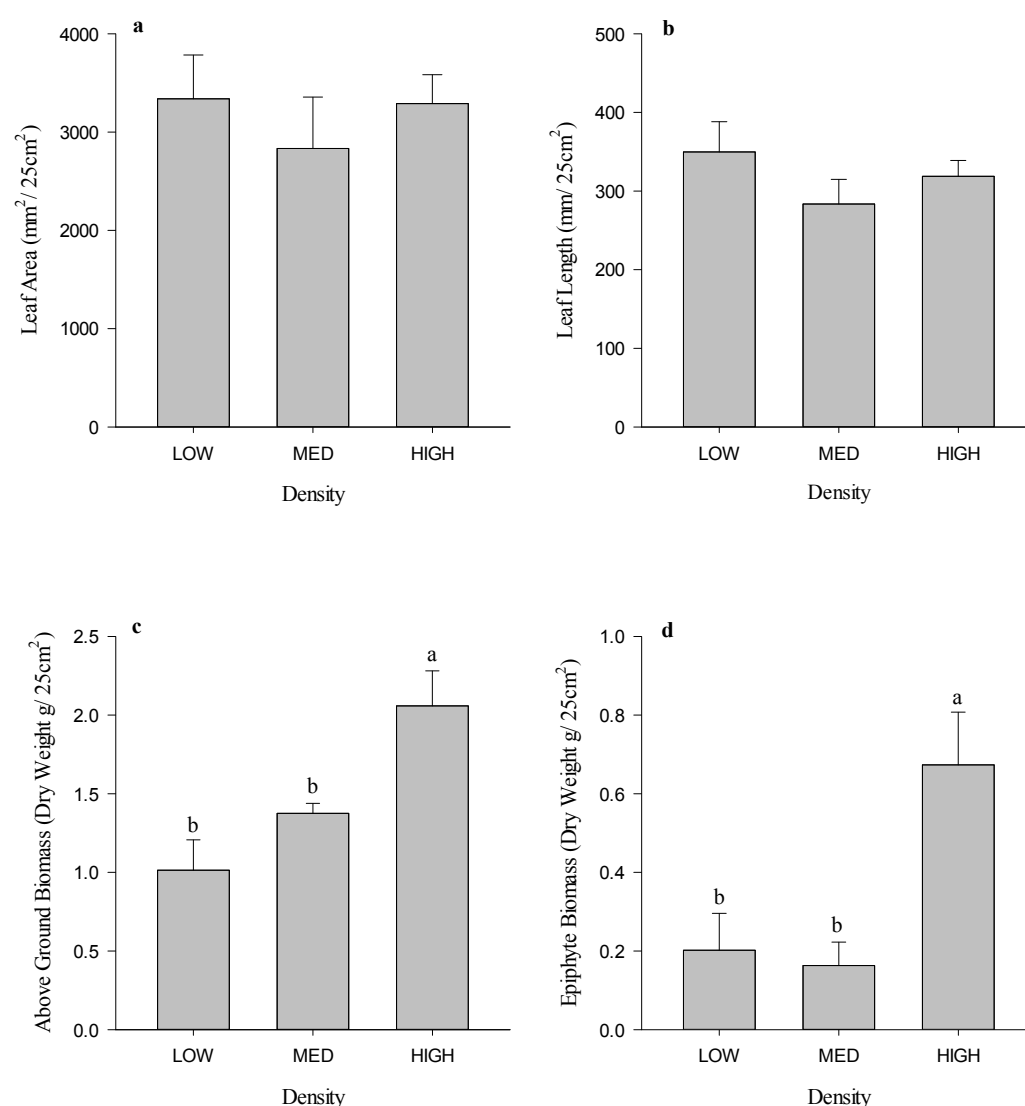 a
Leaf Area (mm²/ 25cm²)
4000
3000
2000
1000
0
LOW MED HIGH
Density
b
Leaf Length (mm/ 25cm²)
500
400
300
200
100
0
LOW MED HIGH
Density
c
Above Ground Biomass (Dry Weight g/ 25cm²)
2.5
2.0
1.5
1.0
0.5
0.0
b
b
a
LOW MED HIGH
Density
d
Epiphyte Biomass (Dry Weight g/ 25cm²)
1.0
0.8
0.6
0.4
0.2
0.0
b
b
a
LOW MED HIGH
Density